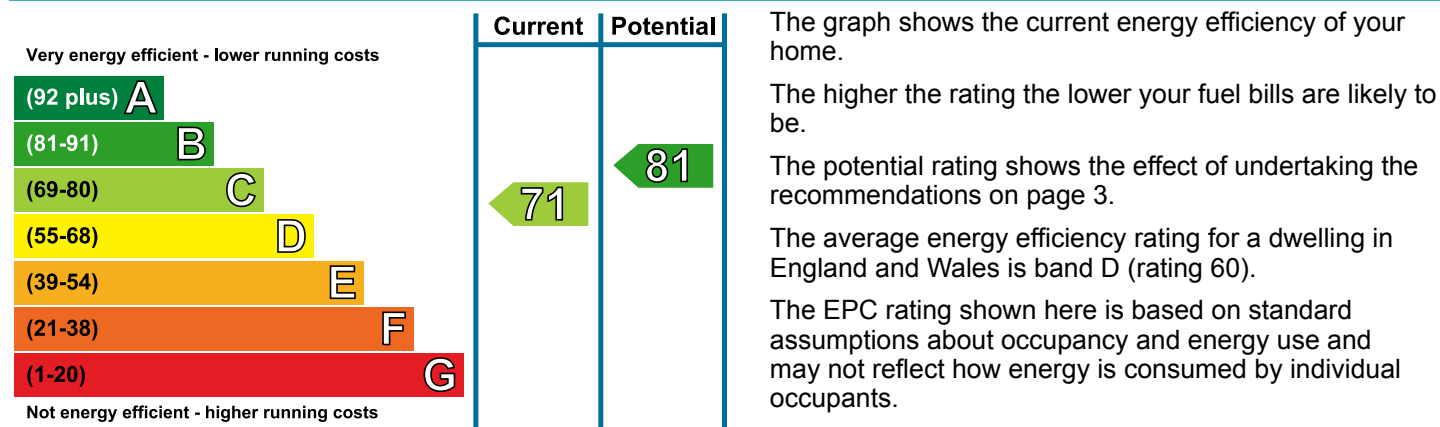 Current Potential
Very energy efficient - lower running costs
(92 plus) A
(81-91) B
(69-80) C
(55-68) D
(39-54) E
(21-38) F
(1-20) G
Not energy efficient - higher running costs
71
81
The graph shows the current energy efficiency of your
home.
The higher the rating the lower your fuel bills are likely to
be.
The potential rating shows the effect of undertaking the
recommendations on page 3.
The average energy efficiency rating for a dwelling in
England and Wales is band D (rating 60).
The EPC rating shown here is based on standard
assumptions about occupancy and energy use and
may not reflect how energy is consumed by individual
occupants.